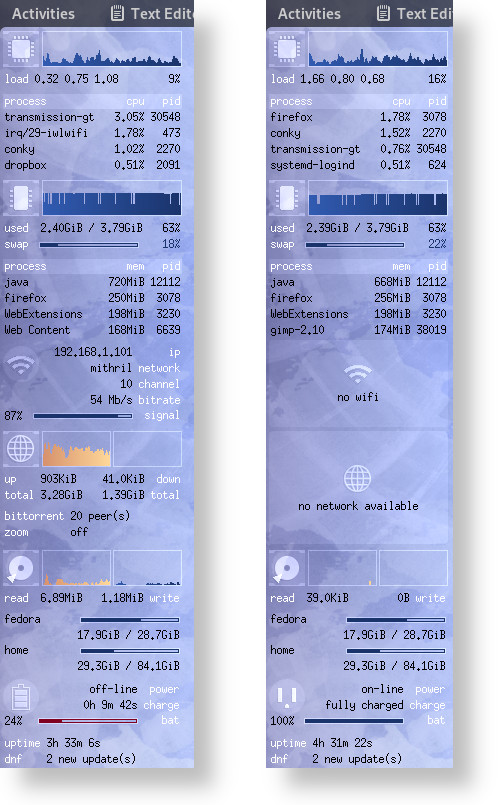 Activities Text Edit
load 0.32 0.75 1.08 9%
process cpu pid
transmission-gt 3.05% 30548
irq/29-iwlwifi 1.78% 473
conky 1.02% 2270
dropbox 0.51% 2091
used 2.40GiB / 3.79GiB 63%
swap 18%
process mem pid
java 720MiB 12112
firefox 250MiB 3078
WebExtensions 198MiB 3230
Web Content 168MiB 6639
192.168.1.101 ip
mithril network
10 channel
54 Mb/s bitrate
87% signal
up 903KiB 41.0KiB down
total 3.28GiB 1.39GiB total
bittorrent 20 peer(s)
zoom off
read 6.89MiB 1.18MiB write
fedora
17.9GiB / 28.7GiB
home
29.3GiB / 84.1GiB
off-line power
0h 9m 42s charge
24% bat
uptime 3h 33m 6s
dnf 2 new update(s)
Activities Text Edi
load 1.66 0.80 0.68 16%
process cpu pid
firefox 1.78% 3078
conky 1.52% 2270
transmission-gt 0.76% 30548
systemd-logind 0.51% 624
used 2.39GiB / 3.79GiB 63%
swap 22%
process mem pid
java 668MiB 12112
firefox 256MiB 3078
WebExtensions 198MiB 3230
gimp-2.10 174MiB 38019
no wifi
no network available
read 39.0KiB 0B write
fedora
17.9GiB / 28.7GiB
home
29.3GiB / 84.1GiB
on-line power
fully charged charge
100% bat
uptime 4h 31m 22s
dnf 2 new update(s)